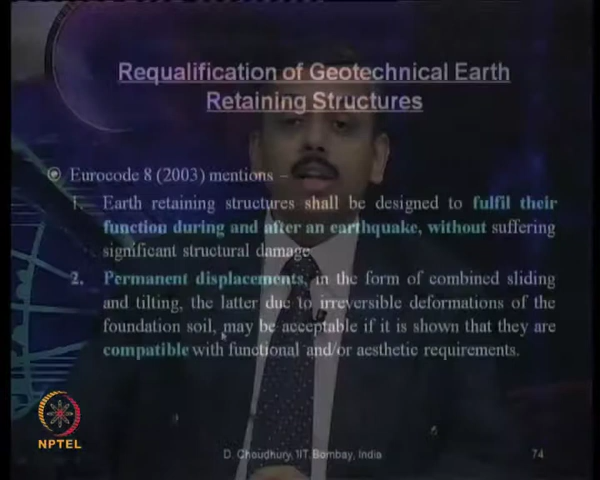 Requalification of Geotechnical Earth
Retaining Structures
Eurocode 8 (2003) mentions –
1. Earth retaining structures shall be designed to fulfil their
function during and after an earthquake, without suffering
significant structural damage
2. Permanent displacements, in the form of combined sliding
and tilting, the latter due to irreversible deformations of the
foundation soil, may be acceptable if it is shown that they are
compatible with functional and/or aesthetic requirements.
NPTEL
D. Choudhury, IIT Bombay, India
74